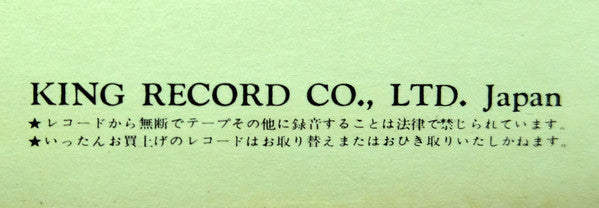 KING RECORD CO., LTD. Japan
★レコードから無断でテープその他に録音することは法律で禁じられています。
★いったんお買上げのレコードはお取り替えまたはおひき取りいたしかねます。